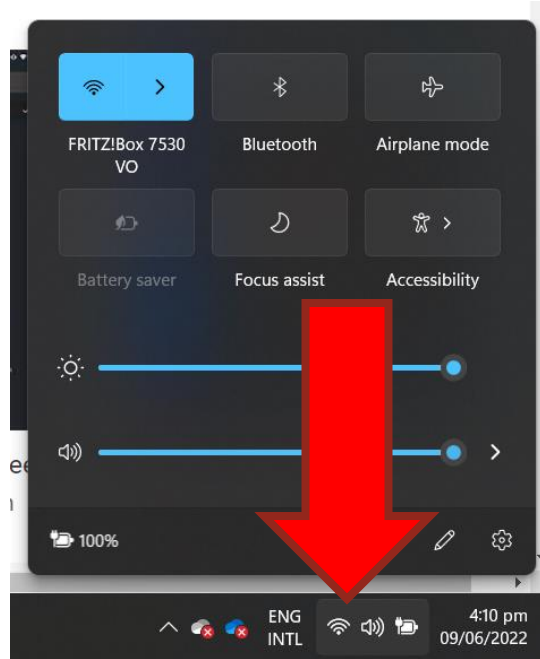 FRITZ!Box 7530
VO
Bluetooth
Airplane mode
Battery saver
Focus assist
Accessibility
100%
ENG
INTL
4:10 pm
09/06/2022